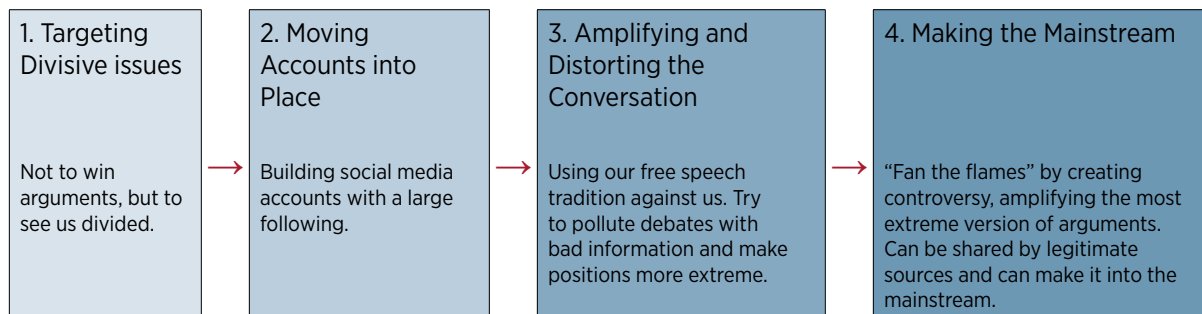 1. Targeting
Divisive issues
Not to win
arguments, but to
see us divided.
2. Moving
Accounts into
Place
Building social media
accounts with a large
following.
3. Amplifying and
Distorting the
Conversation
Using our free speech
tradition against us. Try
to pollute debates with
bad information and make
positions more extreme.
4. Making the Mainstream
“Fan the flames” by creating
controversy, amplifying the most
extreme version of arguments.
Can be shared by legitimate
sources and can make it into the
mainstream.